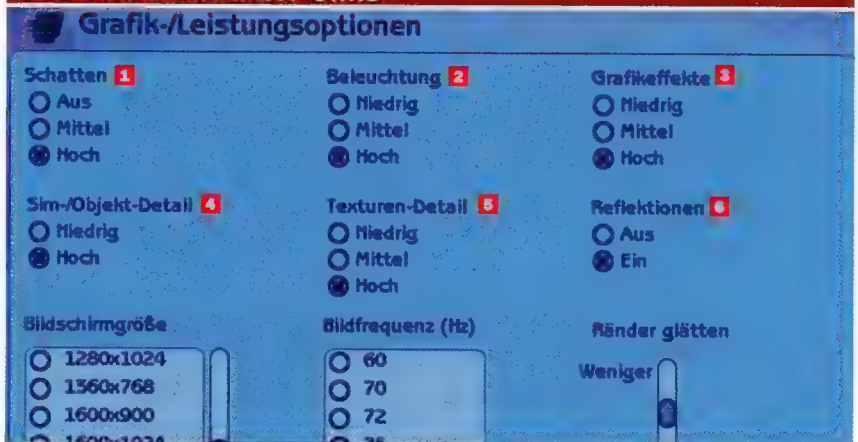 Grafik-/Leistungsoptionen
Schatten 1
Aus
Mittel
Hoch
Beleuchtung 2
Niedrig
Mittel
Hoch
Grafikeffekte 3
Niedrig
Mittel
Hoch
Sim-/Objekt-Detail 4
Niedrig
Hoch
Texturen-Detail 5
Niedrig
Mittel
Hoch
Reflektionen 6
Aus
Ein
Bildschirmgröße
1280x1024
1360x768
1600x900
Bildfrequenz (Hz)
60
70
72
Ränder glätten
Weniger